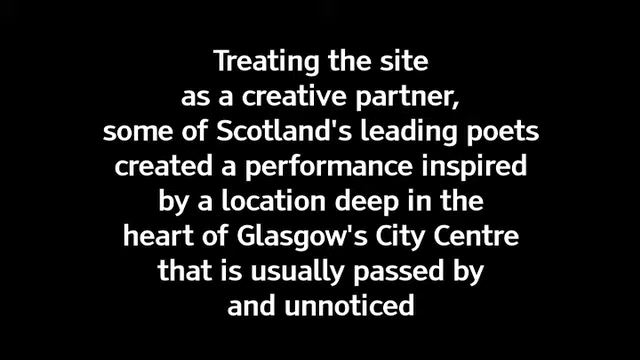 Treating the site
as a creative partner,
some of Scotland's leading poets
created a performance inspired
by a location deep in the
heart of Glasgow's City Centre
that is usually passed by
and unnoticed